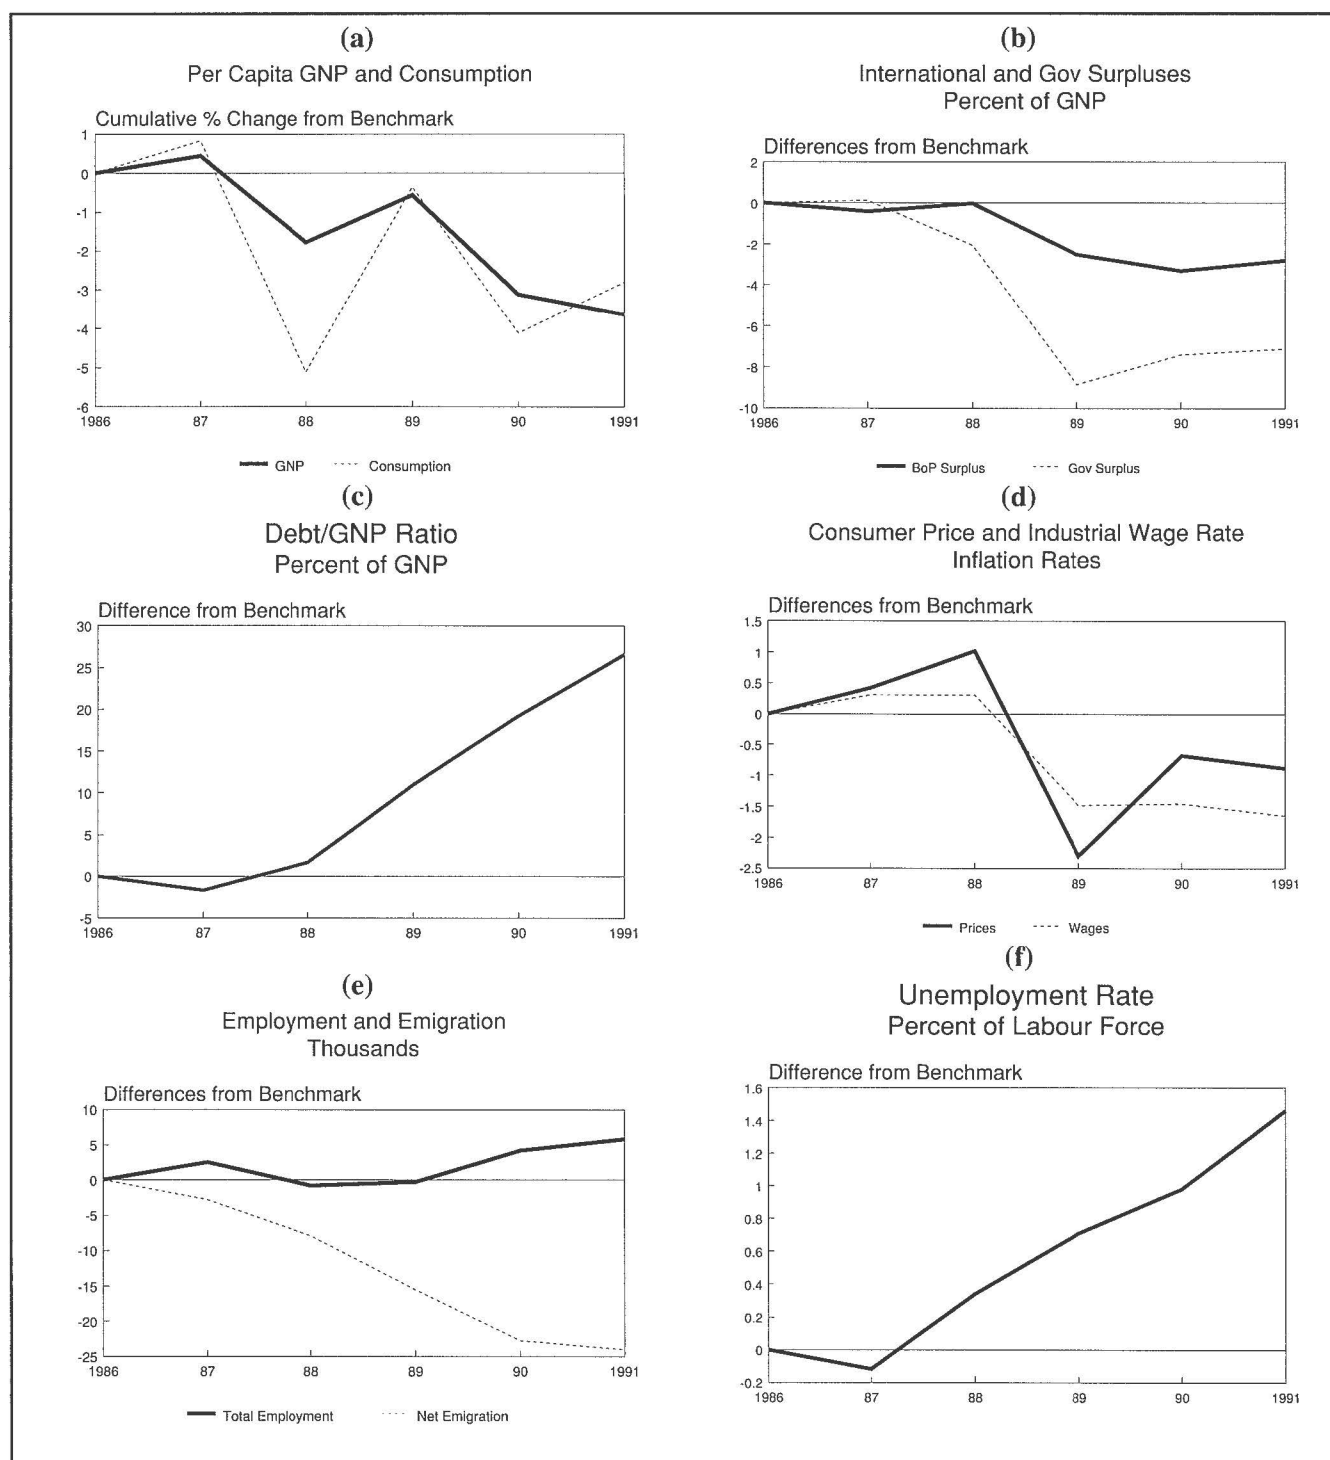 (a)
Per Capita GNP and Consumption
Cumulative % Change from Benchmark
1
0
-1
-2
-3
-4
-5
-6
1986 87 88 89 90 1991
GNP Consumption
(b)
International and Gov Surpluses
Percent of GNP
Differences from Benchmark
2
0
-2
-4
-6
-8
-10
1986 87 88 89 90 1991
BoP Surplus Gov Surplus
(c)
Debt/GNP Ratio
Percent of GNP
Difference from Benchmark
30
25
20
15
10
5
0
-5
1986 87 88 89 90 1991
(d)
Consumer Price and Industrial Wage Rate
Inflation Rates
Differences from Benchmark
1.5
1
0.5
0
-0.5
-1
-1.5
-2
-2.5
1986 87 88 89 90 1991
Prices Wages
(e)
Employment and Emigration
Thousands
Differences from Benchmark
10
5
0
-5
-10
-15
-20
-25
1986 87 88 89 90 1991
Total Employment Net Emigration
(f)
Unemployment Rate
Percent of Labour Force
Difference from Benchmark
1.6
1.4
1.2
1
0.8
0.6
0.4
0.2
0
-0.2
1986 87 88 89 90 1991